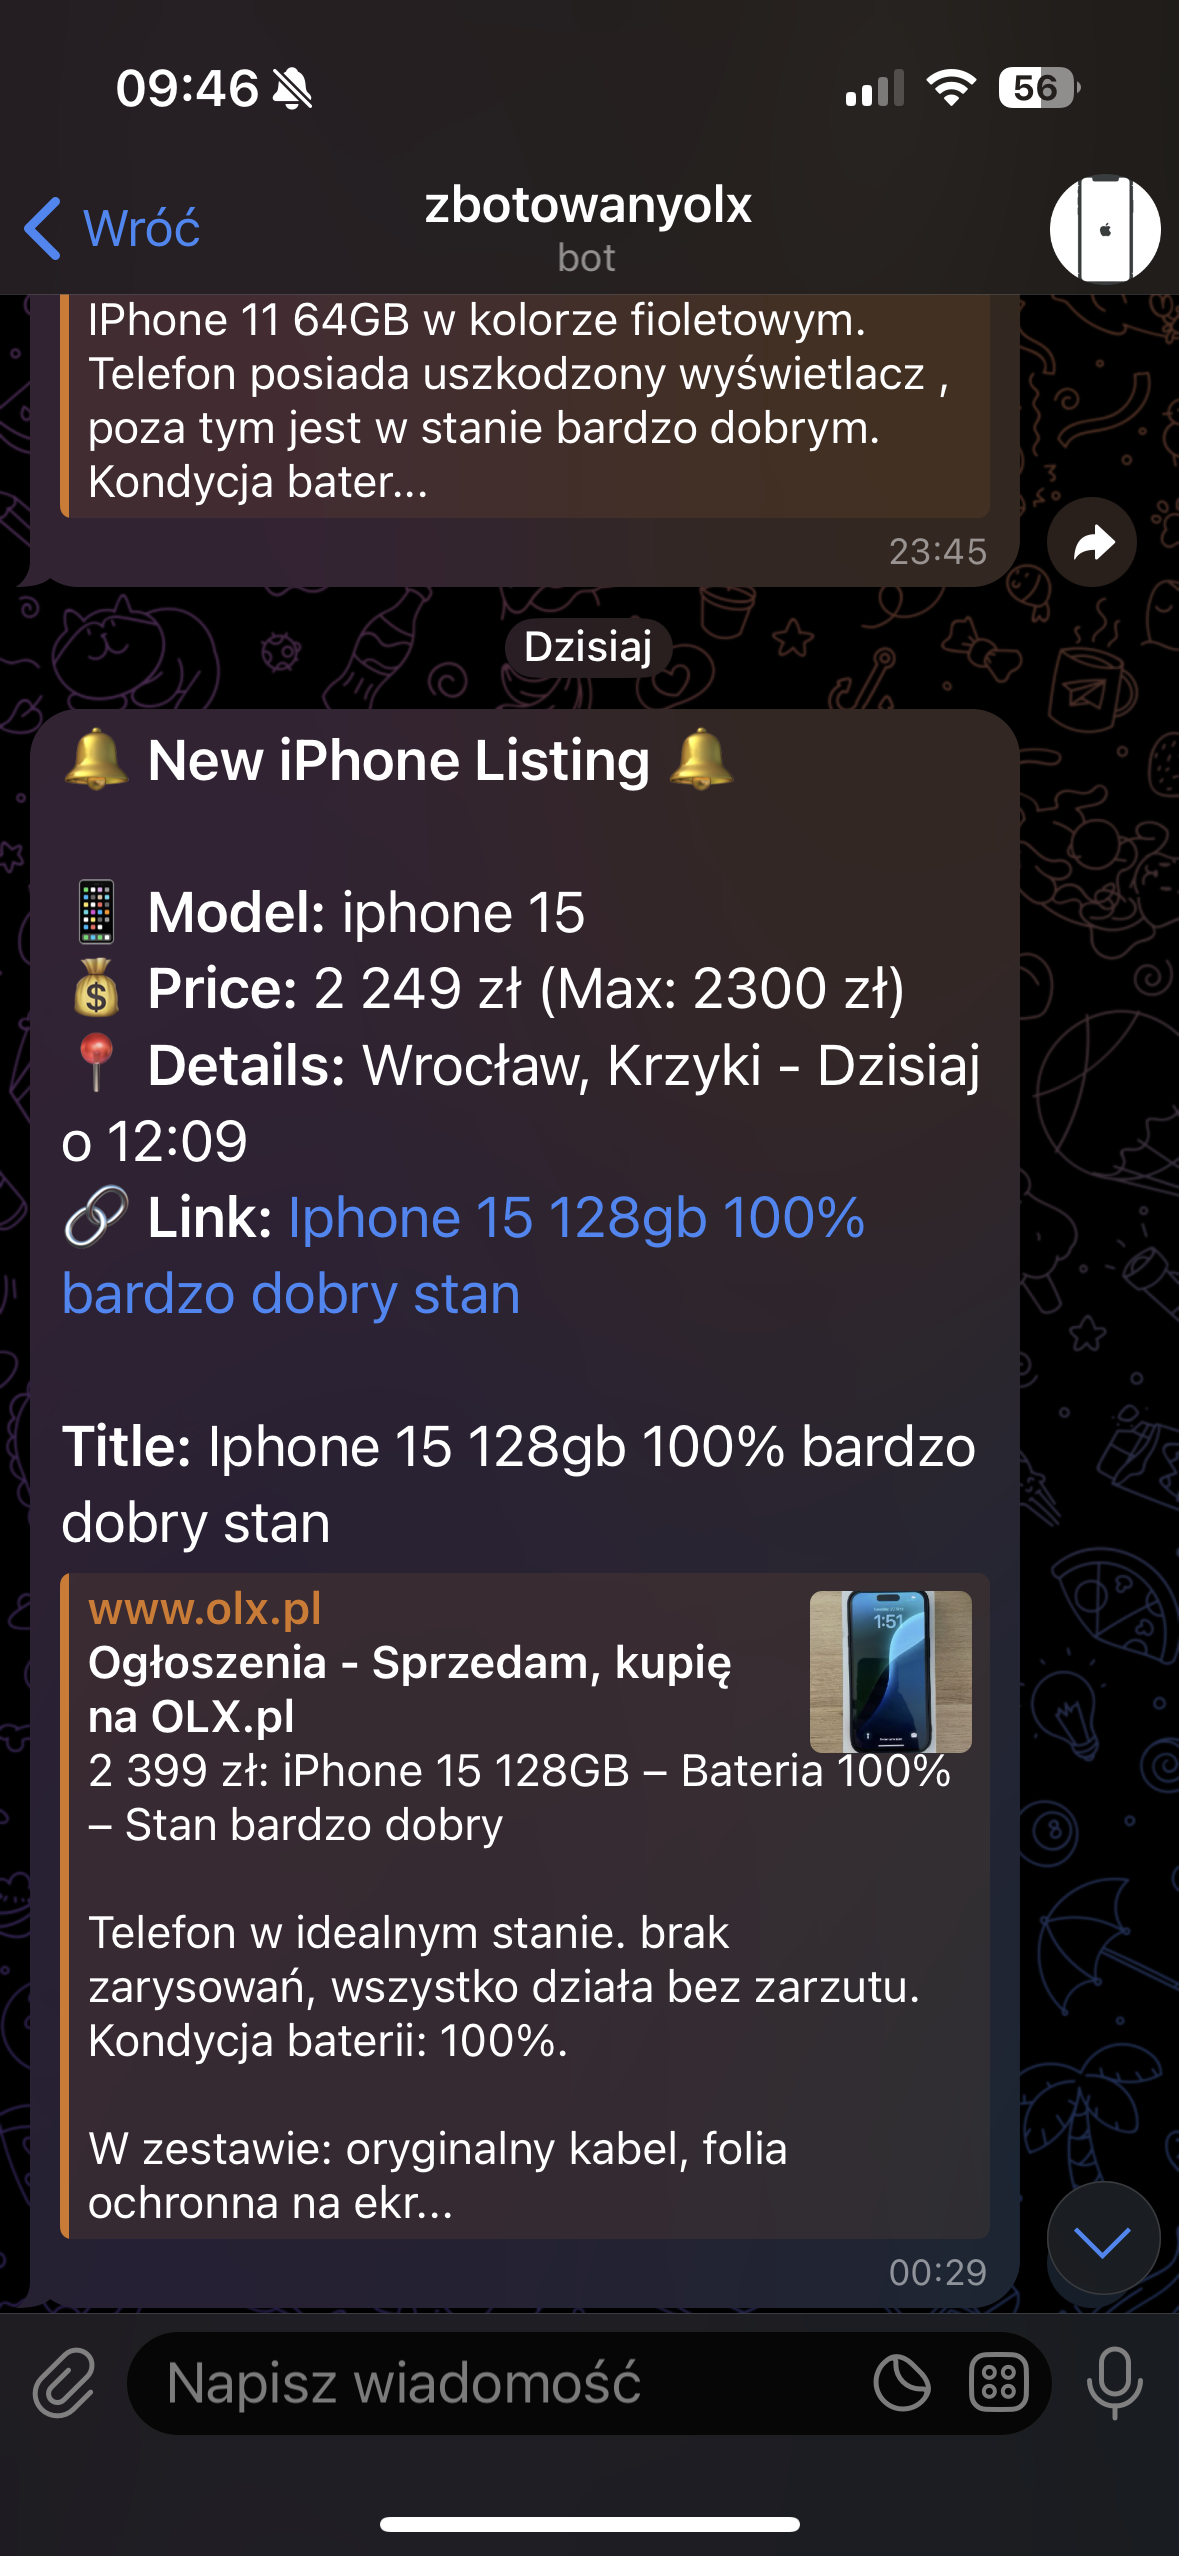 09:46
56
Wróć
zbotowanyolx
bot
IPhone 11 64GB w kolorze fioletowym.
Telefon posiada uszkodzony wyświetlacz ,
poza tym jest w stanie bardzo dobrym.
Kondycja bater...
23:45
Dzisiaj
🔔 New iPhone Listing 🔔
📱 Model: iphone 15
💰 Price: 2 249 zł (Max: 2300 zł)
📍 Details: Wrocław, Krzyki - Dzisiaj
o 12:09
🔗 Link: Iphone 15 128gb 100%
bardzo dobry stan
Title: Iphone 15 128gb 100% bardzo
dobry stan
www.olx.pl
Ogłoszenia - Sprzedam, kupię
na OLX.pl
1:51
2 399 zł: iPhone 15 128GB – Bateria 100%
– Stan bardzo dobry
Telefon w idealnym stanie. brak
zarysowań, wszystko działa bez zarzutu.
Kondycja baterii: 100%.
W zestawie: oryginalny kabel, folia
ochronna na ekr...
00:29
Napisz wiadomość